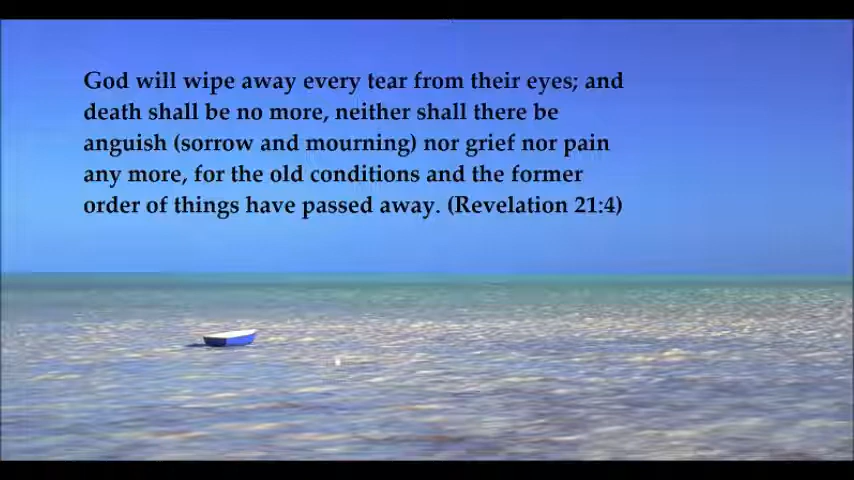 God will wipe away every tear from their eyes; and
death shall be no more, neither shall there be
anguish (sorrow and mourning) nor grief nor pain
any more, for the old conditions and the former
order of things have passed away. (Revelation 21:4)